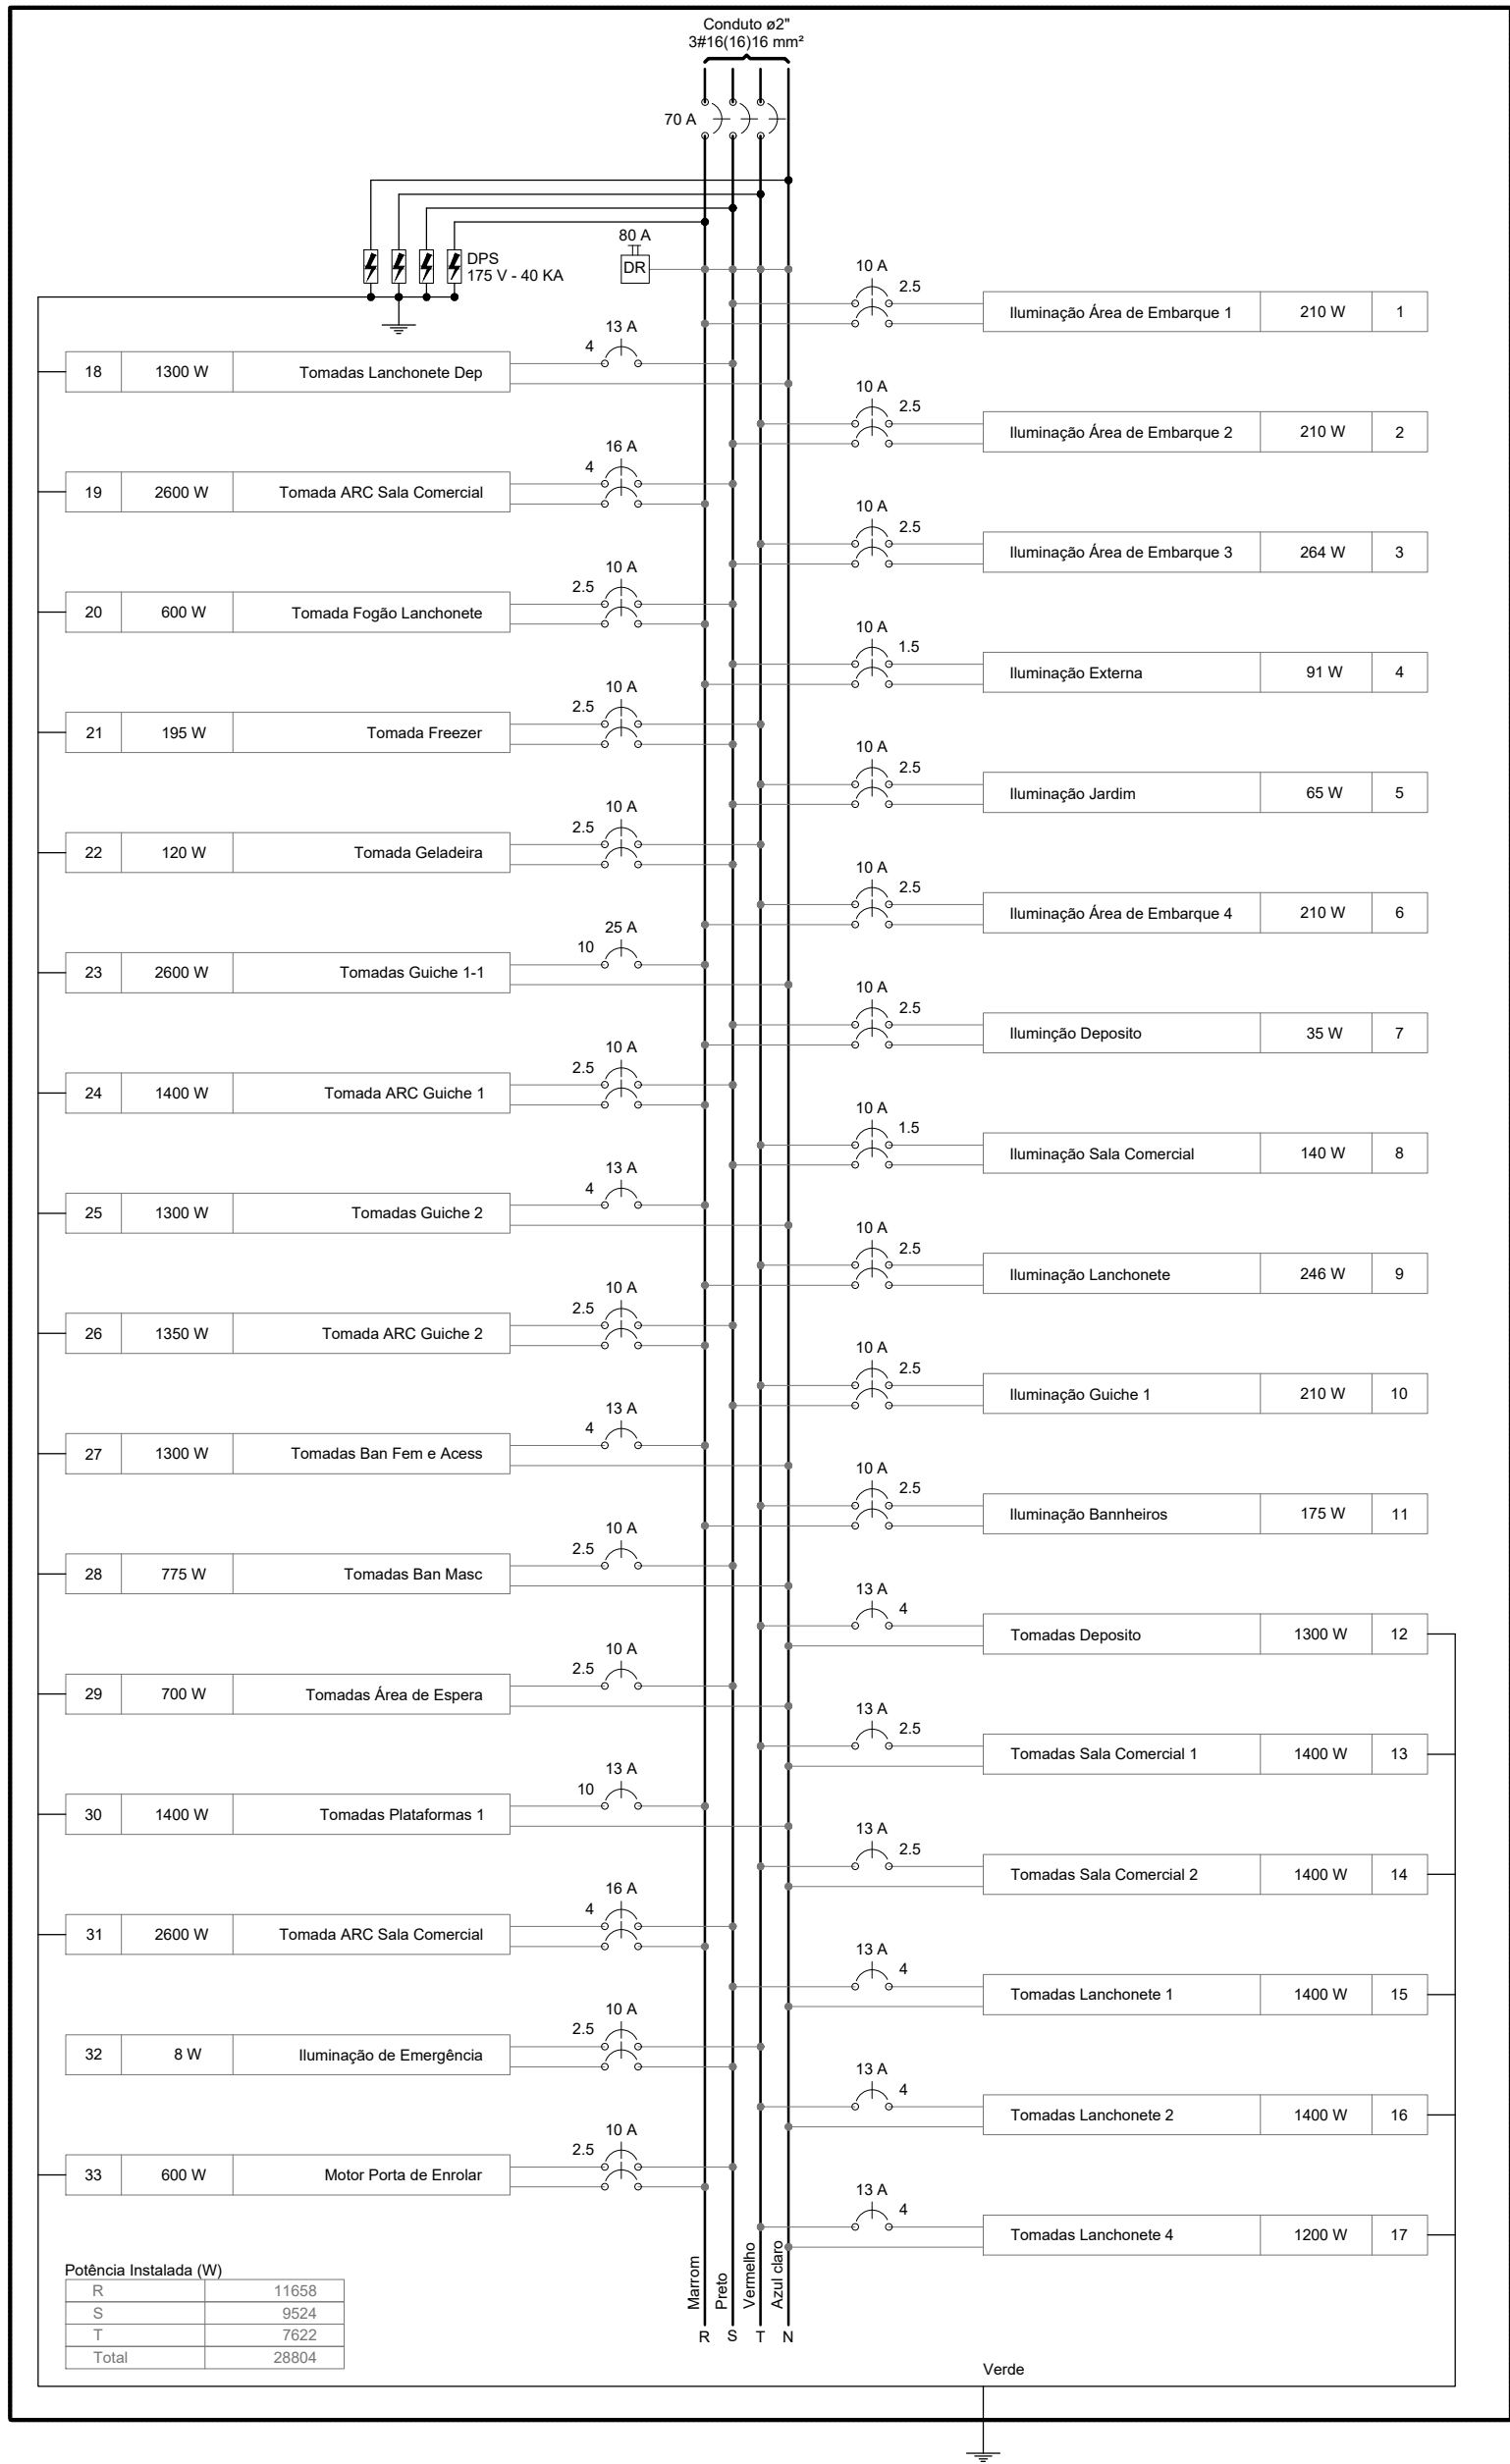 Conduto ø2"
3#16(16)16 mm²
70 A
DPS
175 V - 40 KA
80 A
DR
10 A
2.5
Iluminação Área de Embarque 1 210 W 1
10 A
2.5
Iluminação Área de Embarque 2 210 W 2
10 A
2.5
Iluminação Área de Embarque 3 264 W 3
10 A
1.5
Iluminação Externa 91 W 4
10 A
2.5
Iluminação Jardim 65 W 5
10 A
2.5
Iluminação Área de Embarque 4 210 W 6
10 A
2.5
Iluminção Deposito 35 W 7
10 A
1.5
Iluminação Sala Comercial 140 W 8
10 A
2.5
Iluminação Lanchonete 246 W 9
10 A
2.5
Iluminação Guiche 1 210 W 10
10 A
2.5
Iluminação Bannheiros 175 W 11
13 A
4
Tomadas Deposito 1300 W 12
13 A
2.5
Tomadas Sala Comercial 1 1400 W 13
13 A
2.5
Tomadas Sala Comercial 2 1400 W 14
13 A
4
Tomadas Lanchonete 1 1400 W 15
13 A
4
Tomadas Lanchonete 2 1400 W 16
13 A
4
Tomadas Lanchonete 4 1200 W 17
13 A
4
18 1300 W Tomadas Lanchonete Dep
16 A
4
19 2600 W Tomada ARC Sala Comercial
10 A
2.5
20 600 W Tomada Fogão Lanchonete
10 A
2.5
21 195 W Tomada Freezer
10 A
2.5
22 120 W Tomada Geladeira
25 A
10
23 2600 W Tomadas Guiche 1-1
10 A
2.5
24 1400 W Tomada ARC Guiche 1
13 A
4
25 1300 W Tomadas Guiche 2
10 A
2.5
26 1350 W Tomada ARC Guiche 2
13 A
4
27 1300 W Tomadas Ban Fem e Acess
10 A
2.5
28 775 W Tomadas Ban Masc
10 A
2.5
29 700 W Tomadas Área de Espera
13 A
10
30 1400 W Tomadas Plataformas 1
16 A
4
31 2600 W Tomada ARC Sala Comercial
10 A
2.5
32 8 W Iluminação de Emergência
10 A
2.5
33 600 W Motor Porta de Enrolar
Potência Instalada (W)
R 11658
S 9524
T 7622
Total 28804
Marrom
Preto
Vermelho
Azul claro
R S T N
Verde